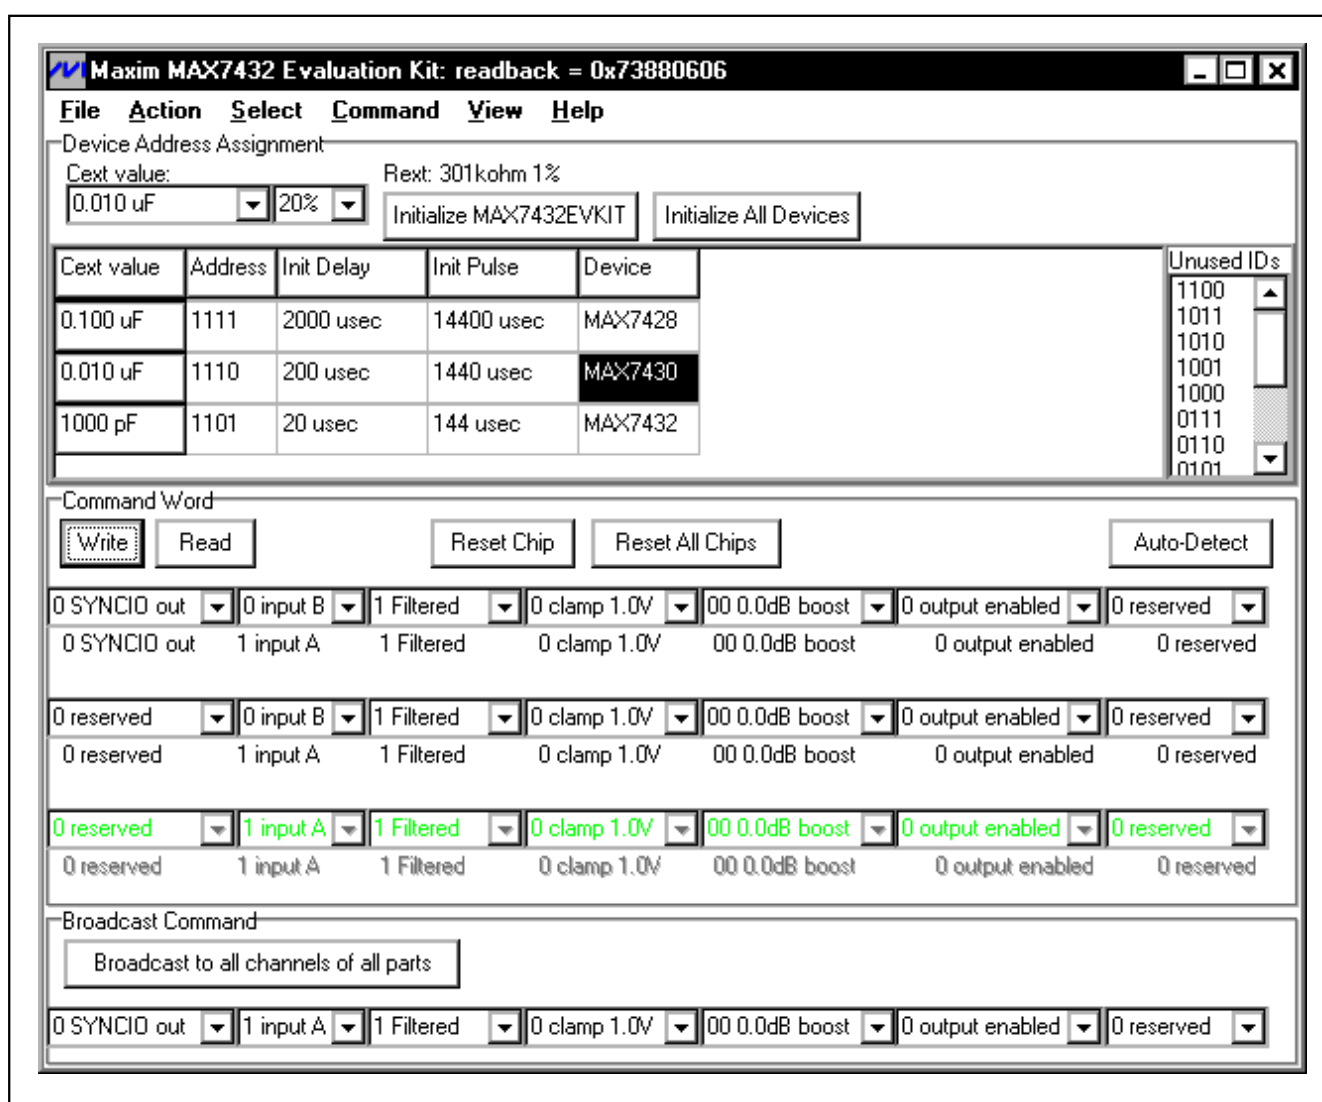 Maxim MAX7432 Evaluation Kit: readback = 0x73880606
File Action Select Command View Help
Device Address Assignment
Cext value: Rext: 301kohm 1%
0.010 uF 20% Initialize MAX7432EVKIT Initialize All Devices
Cext value Address Init Delay Init Pulse Device Unused IDs
0.100 uF 1111 2000 usec 14400 usec MAX7428
0.010 uF 1110 200 usec 1440 usec MAX7430
1000 pF 1101 20 usec 144 usec MAX7432
1100
1011
1010
1001
1000
0111
0110
0101
Command Word
Write Read Reset Chip Reset All Chips Auto-Detect
0 SYNCIO out 0 input B 1 Filtered 0 clamp 1.0V 00 0.0dB boost 0 output enabled 0 reserved
0 SYNCIO out 1 input A 1 Filtered 0 clamp 1.0V 00 0.0dB boost 0 output enabled 0 reserved
0 reserved 0 input B 1 Filtered 0 clamp 1.0V 00 0.0dB boost 0 output enabled 0 reserved
0 reserved 1 input A 1 Filtered 0 clamp 1.0V 00 0.0dB boost 0 output enabled 0 reserved
0 reserved 1 input A 1 Filtered 0 clamp 1.0V 00 0.0dB boost 0 output enabled 0 reserved
0 reserved 1 input A 1 Filtered 0 clamp 1.0V 00 0.0dB boost 0 output enabled 0 reserved
Broadcast Command
Broadcast to all channels of all parts
0 SYNCIO out 1 input A 1 Filtered 0 clamp 1.0V 00 0.0dB boost 0 output enabled 0 reserved